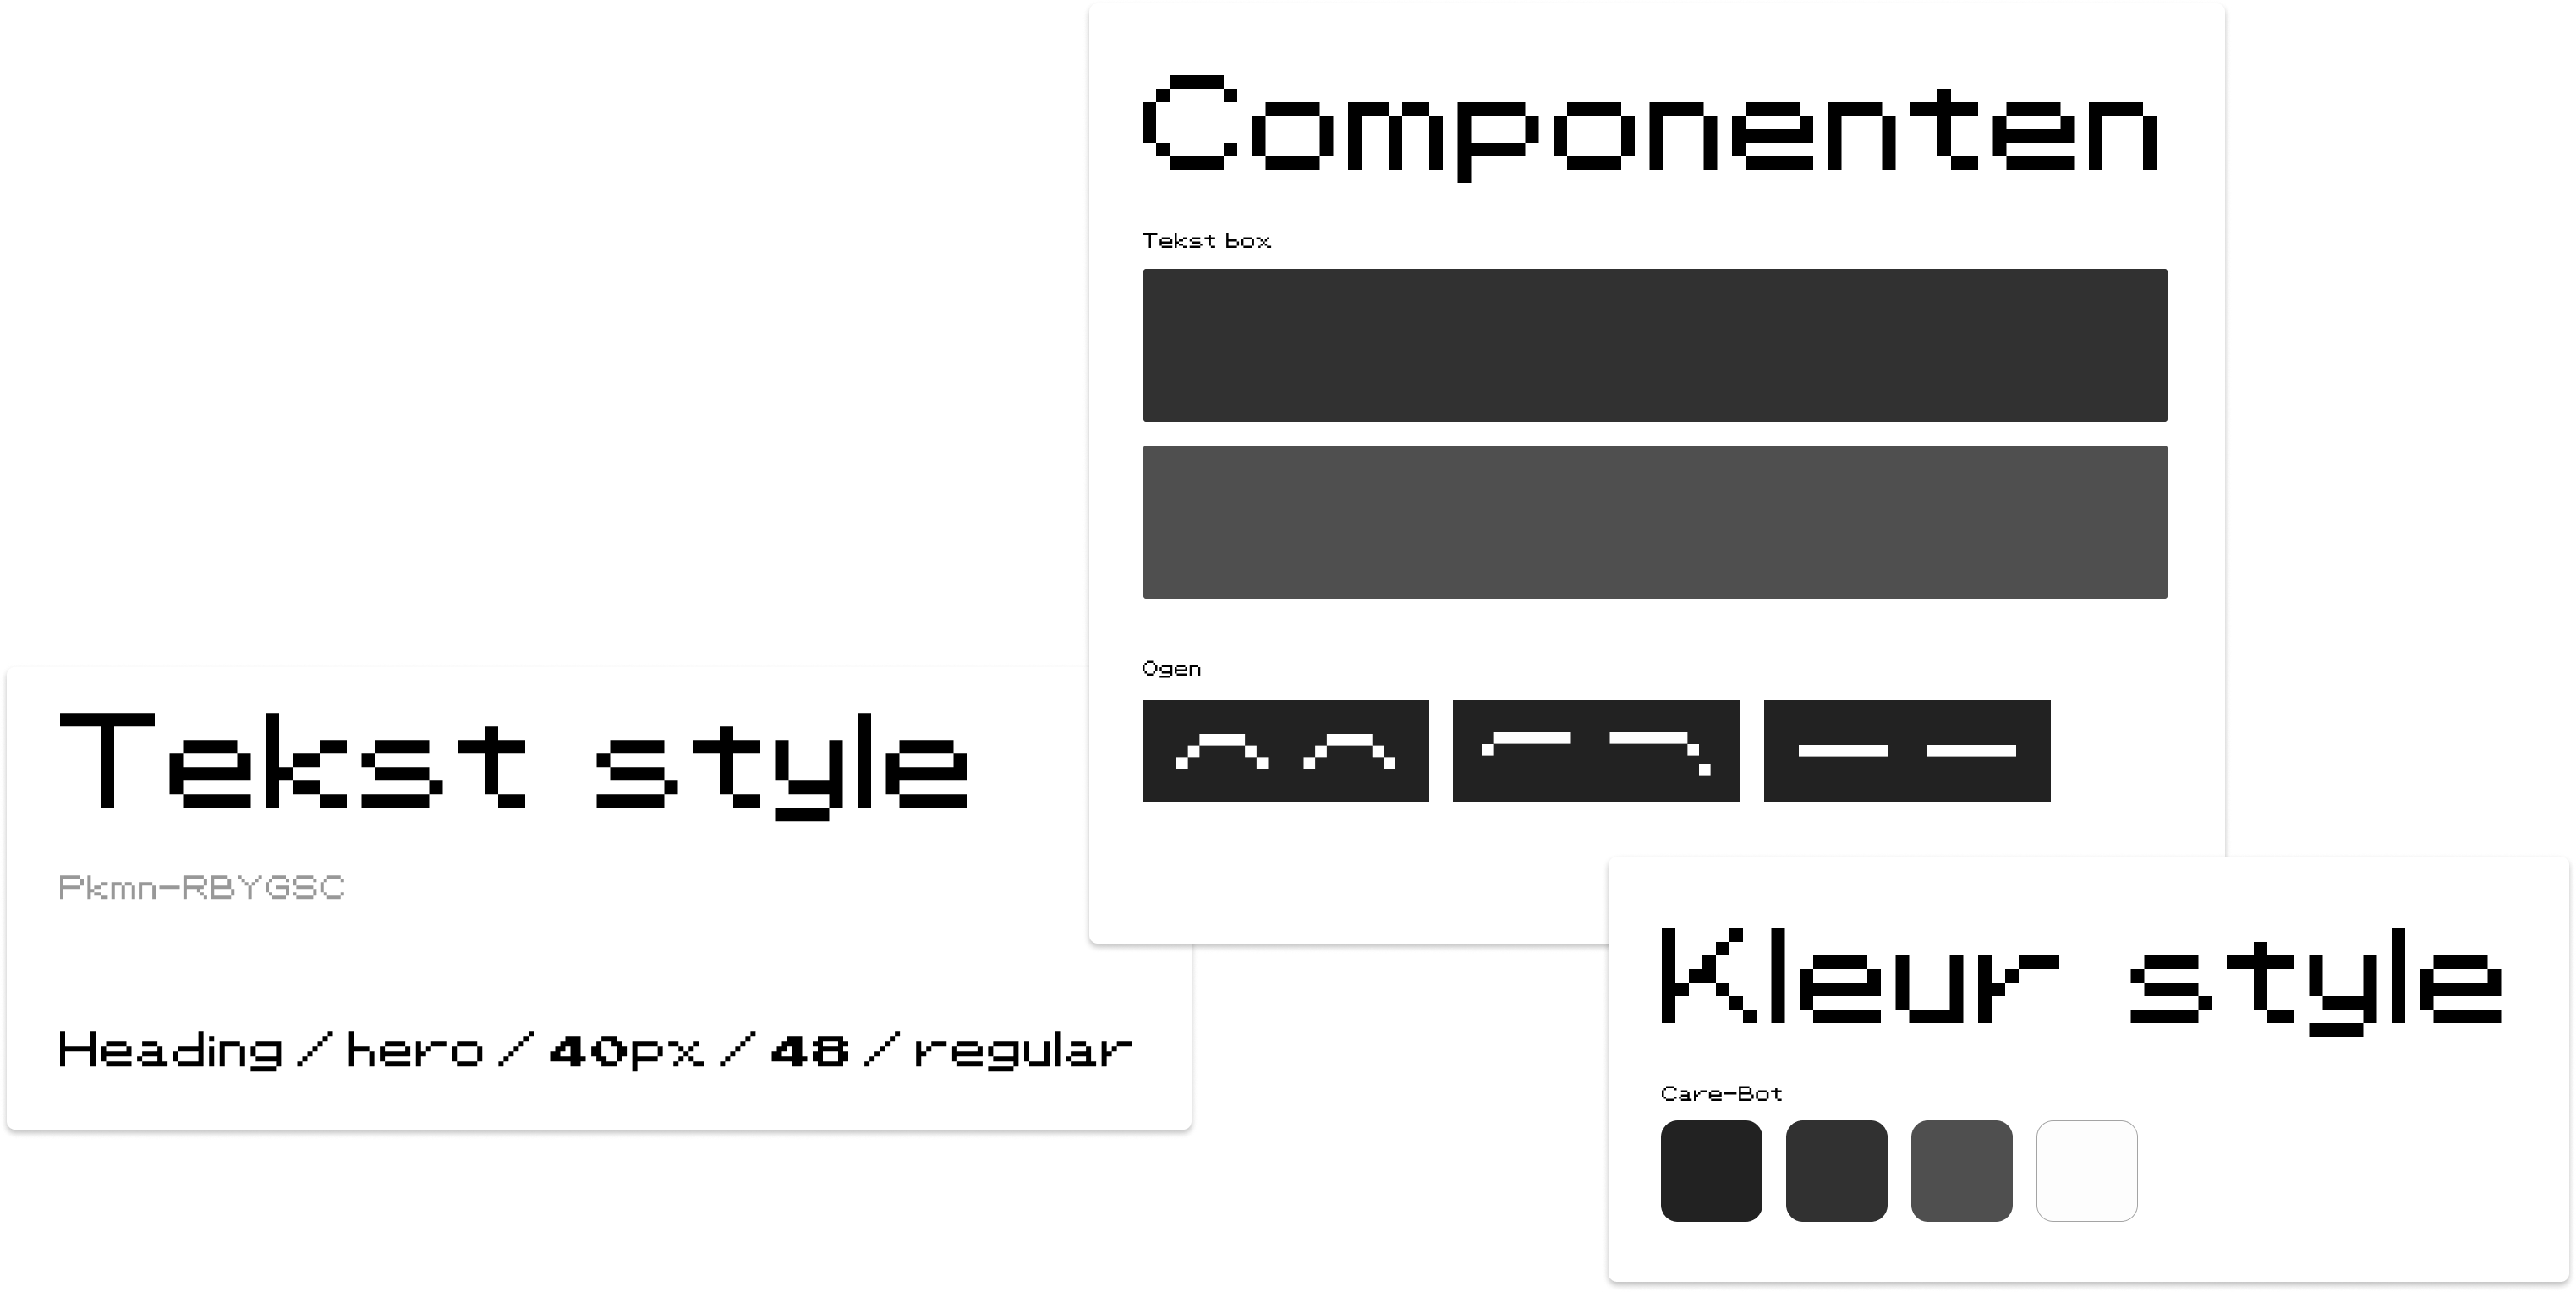 Componenten
Tekst box
Ogen
Tekst style
Pkmn-RBYGSC
Heading / hero / 40px / 48 / regular
Kleur style
Care-Bot